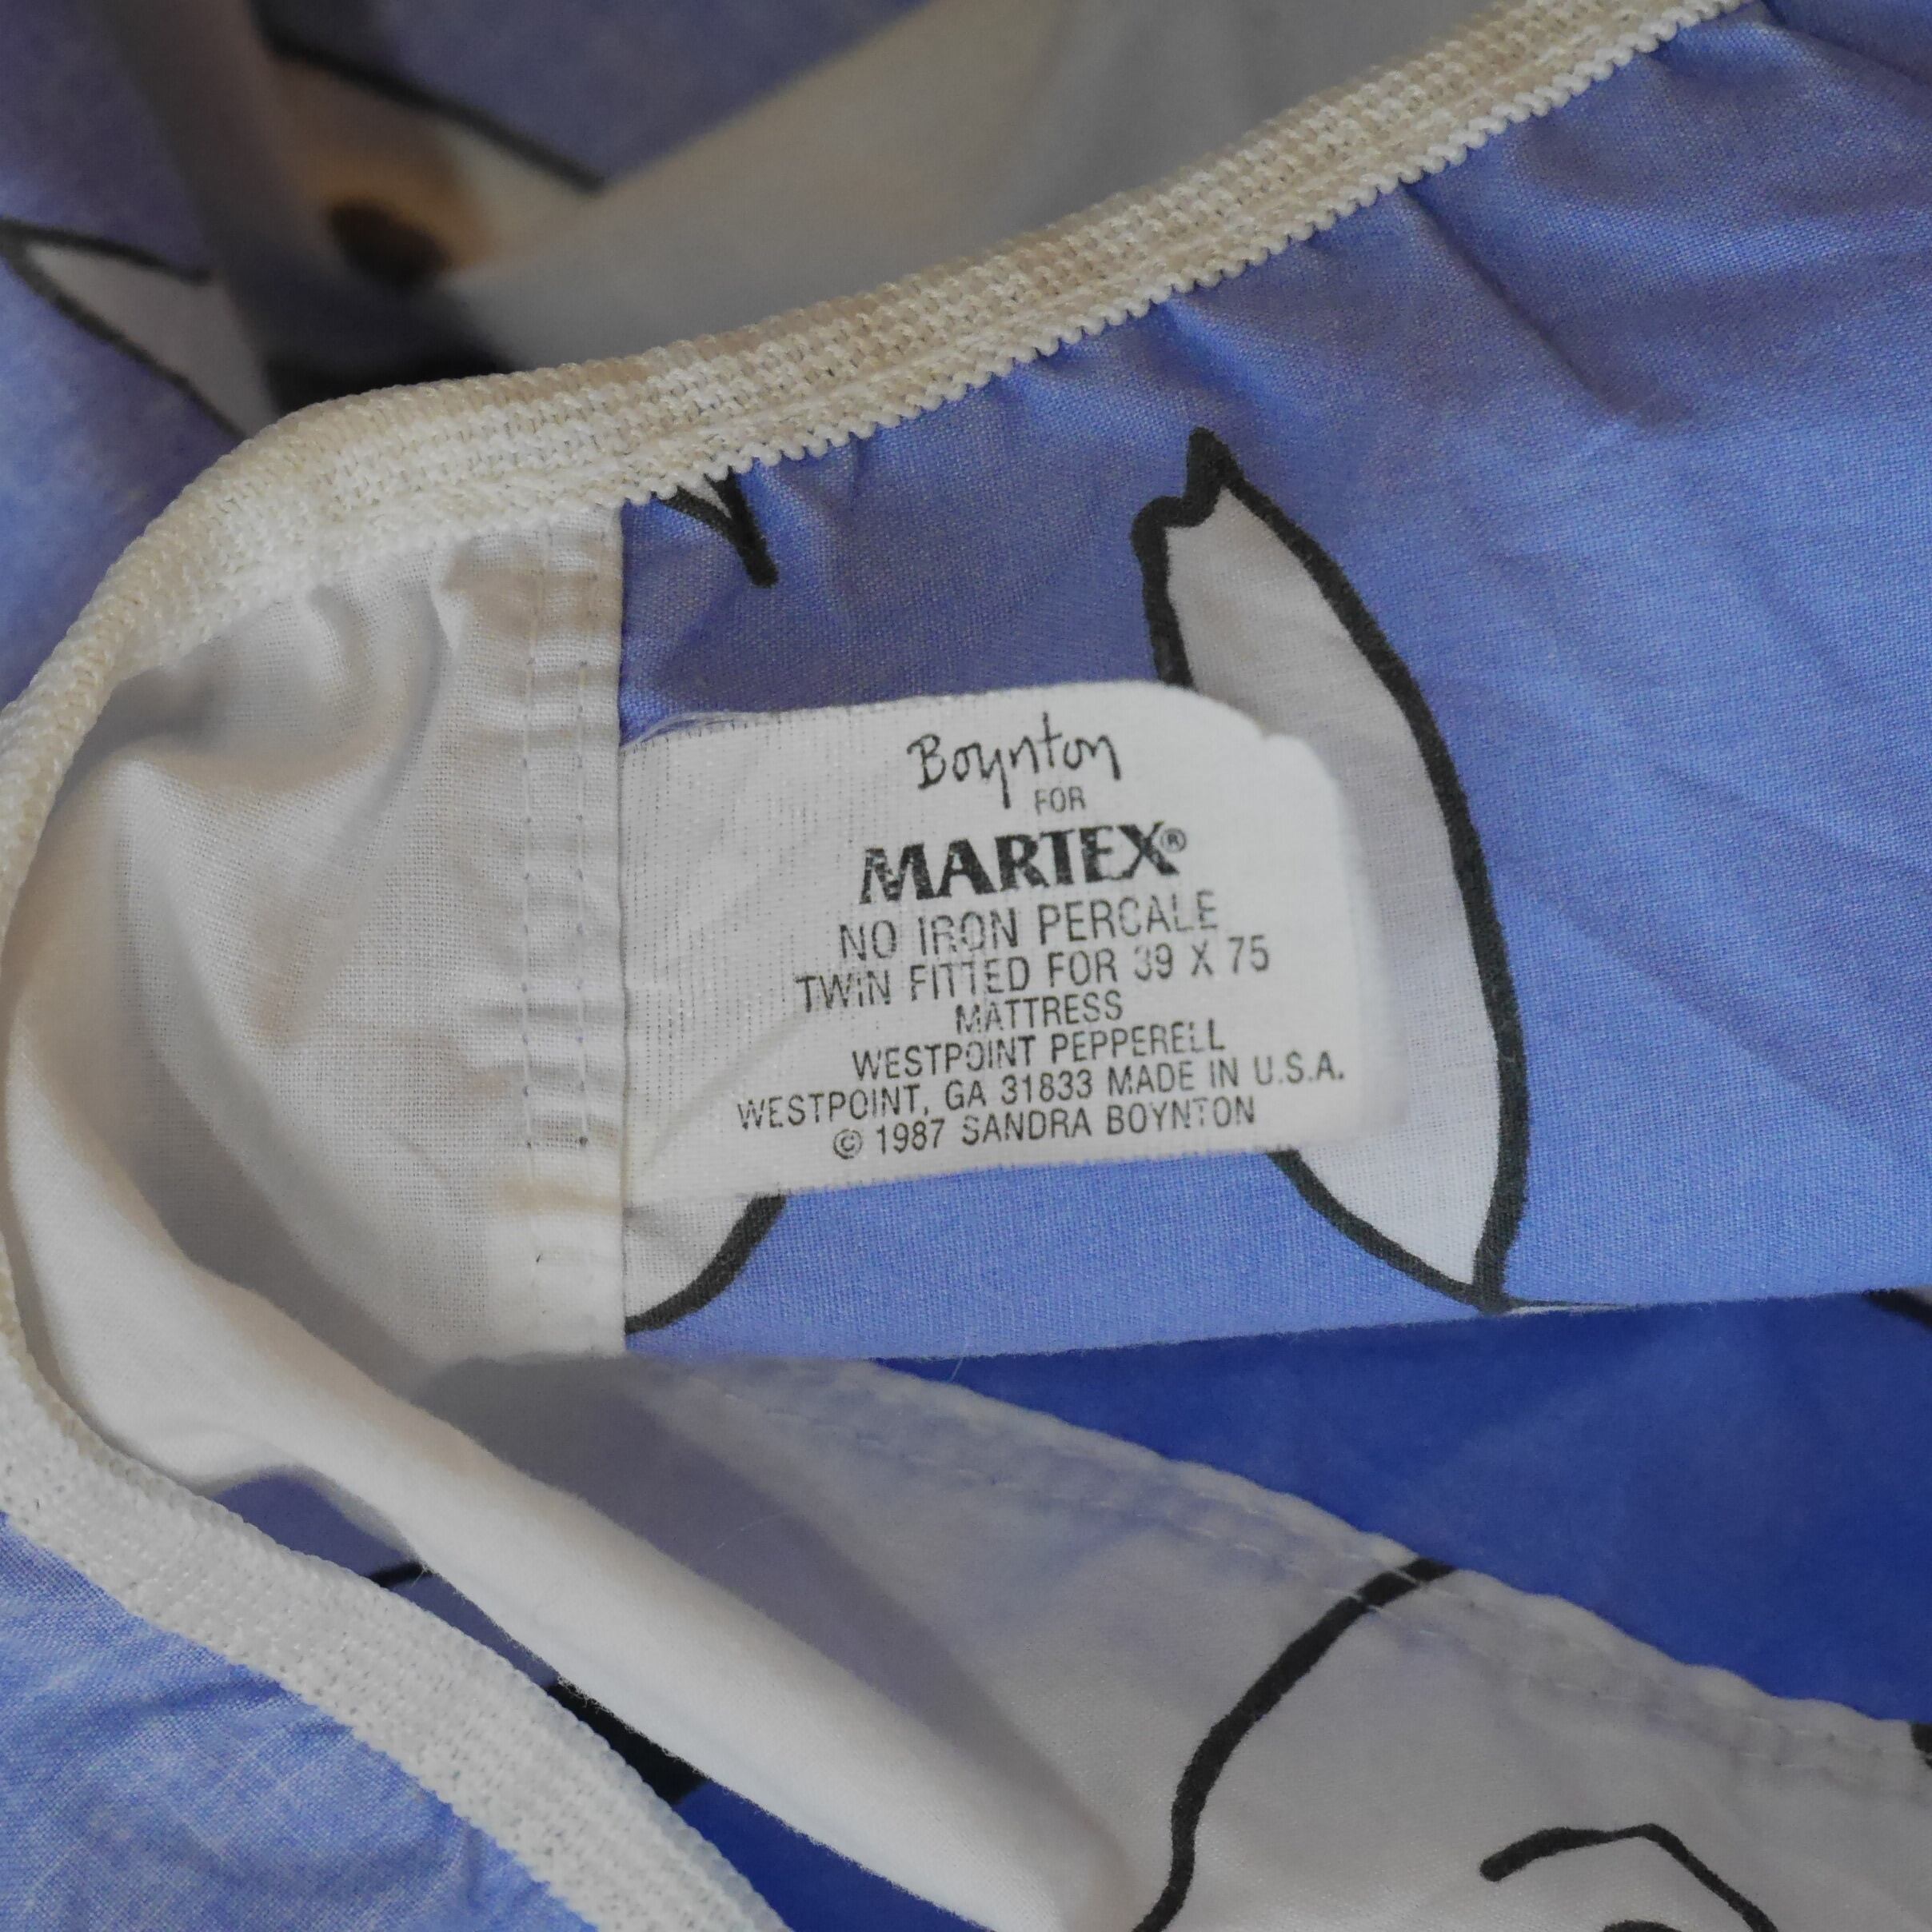 Boynton
FOR
MARTEX®
NO IRON PERCALE
TWIN FITTED FOR 39 X 75
MATTRESS
WESTPOINT PEPPERELL
WESTPOINT, GA 31833 MADE IN U.S.A.
© 1987 SANDRA BOYNTON